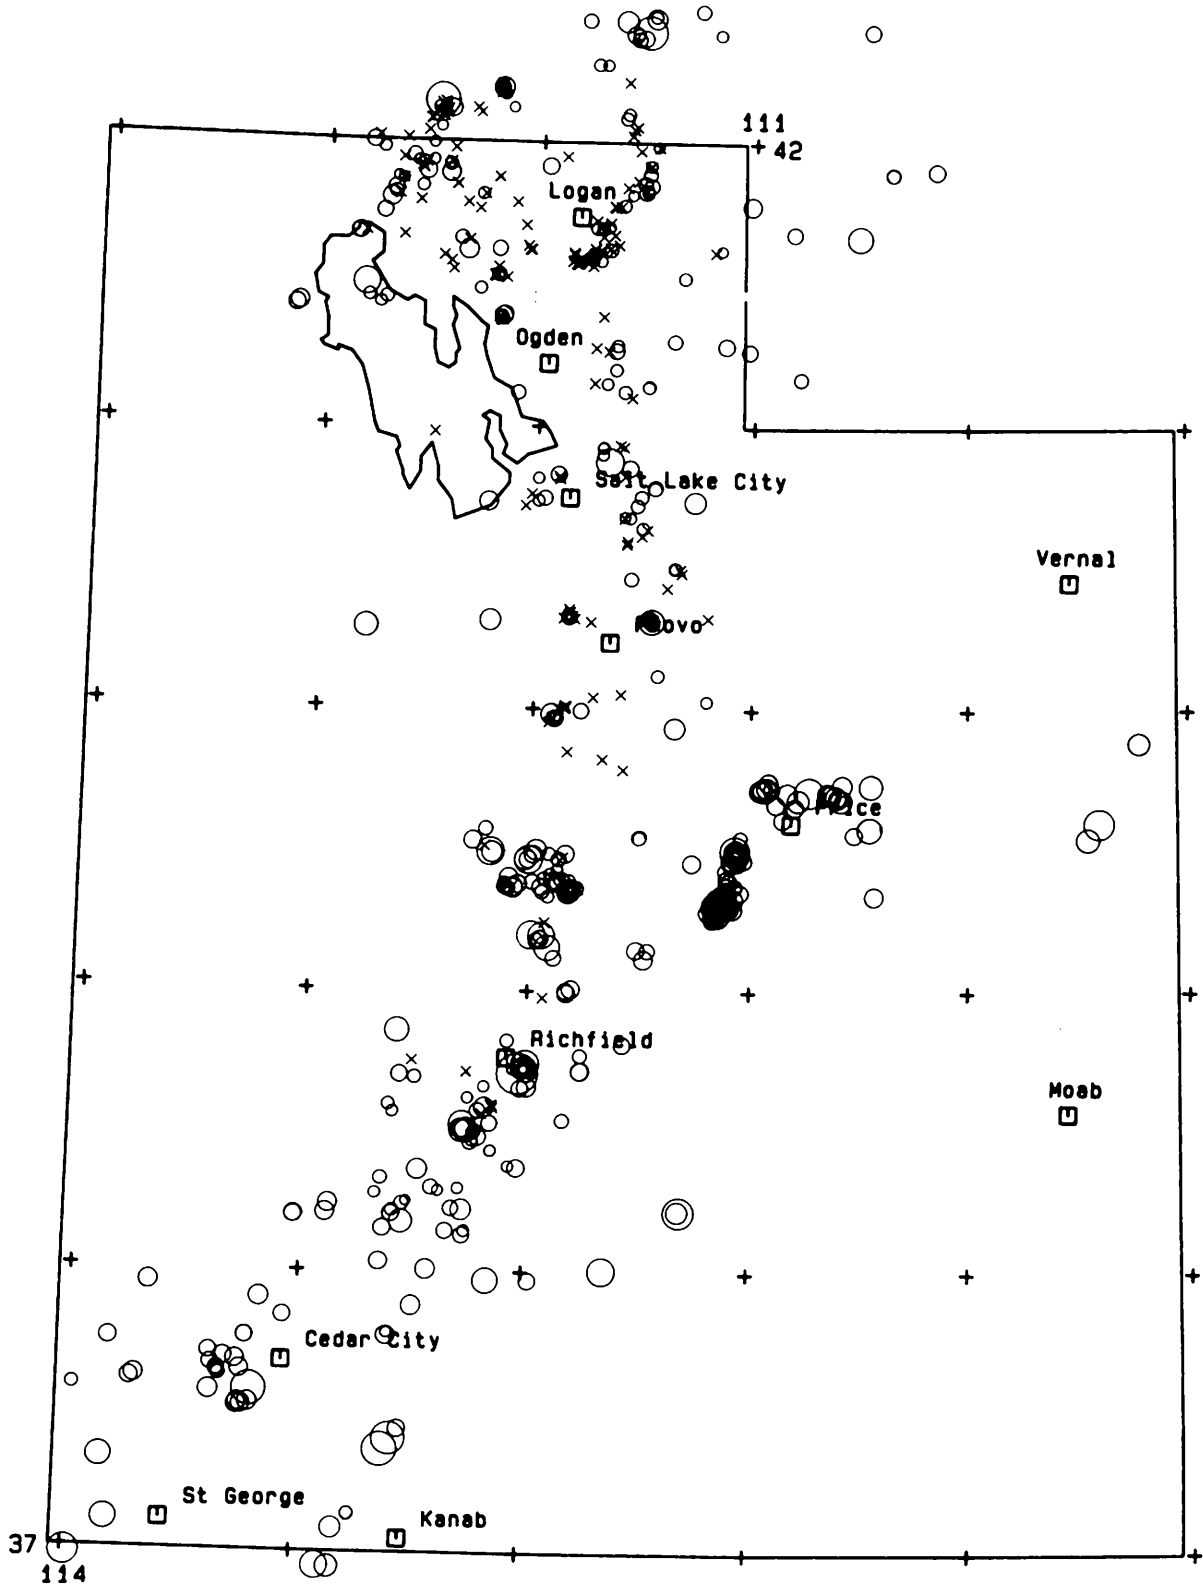 111
42
Logan
Ogden
Salt Lake City
Vernal
Provo
Price
Richfield
Moab
Cedar City
St George
Kanab
37
114